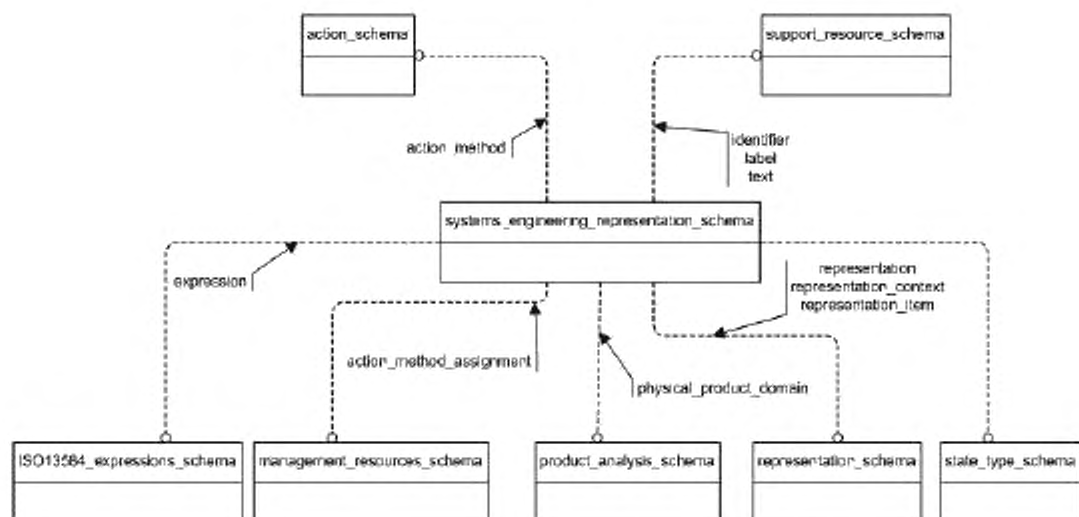 action_schema
support_resource_schema
action_method
identifier
label
text
systems_engineering_representation_schema
expression
representation
representation_context
representation_item
action_method_assignment
physical_product_domain
ISO13584_expressions_schema
management_resources_schema
product_analysis_schema
representation_schema
state_type_schema